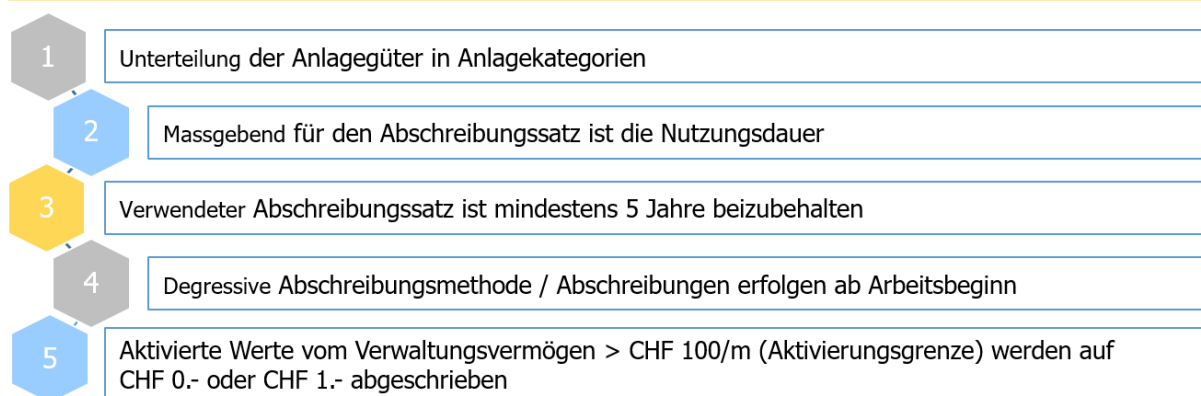 1
Unterteilung der Anlagegüter in Anlagekategorien
2
Massgebend für den Abschreibungssatz ist die Nutzungsdauer
3
Verwendeter Abschreibungssatz ist mindestens 5 Jahre beizubehalten
4
Degressive Abschreibungsmethode / Abschreibungen erfolgen ab Arbeitsbeginn
5
Aktivierte Werte vom Verwaltungsvermögen > CHF 100/m (Aktivierungsgrenze) werden auf
CHF 0.- oder CHF 1.- abgeschrieben